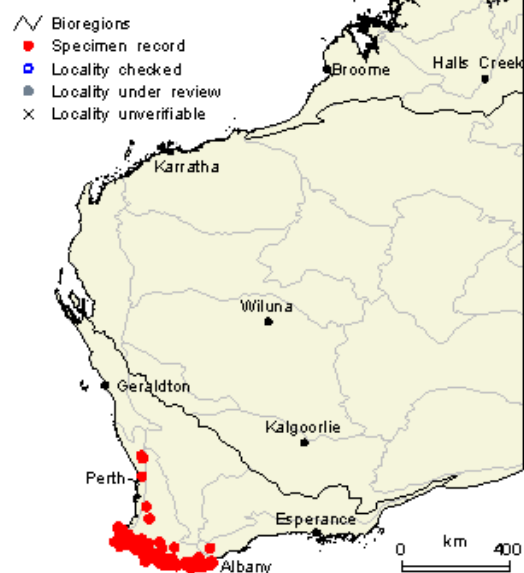 Bioregions
Specimen record
Locality checked
Locality under review
Locality unverifiable
Broome
Halls Creek
Karratha
Wiluna
Geraldton
Kalgoorlie
Perth
Esperance
Albany
km
0 400